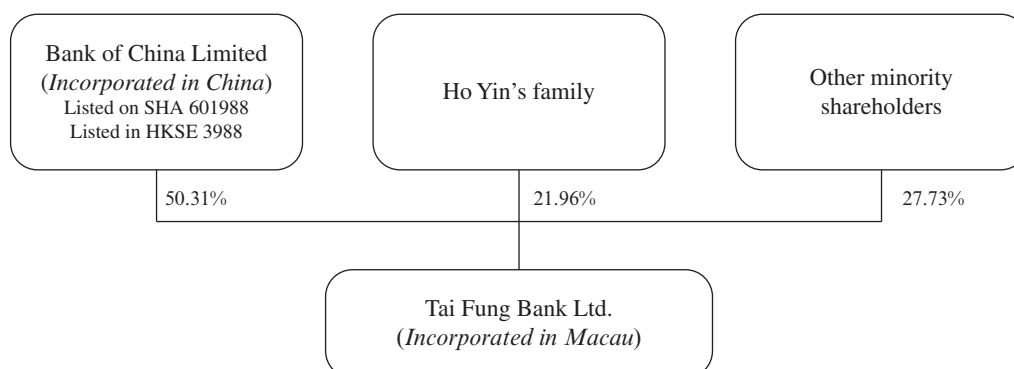 Bank of China Limited
(Incorporated in China)
Listed on SHA 601988
Listed in HKSE 3988
Ho Yin’s family
Other minority
shareholders
50.31%
21.96%
27.73%
Tai Fung Bank Ltd.
(Incorporated in Macau)